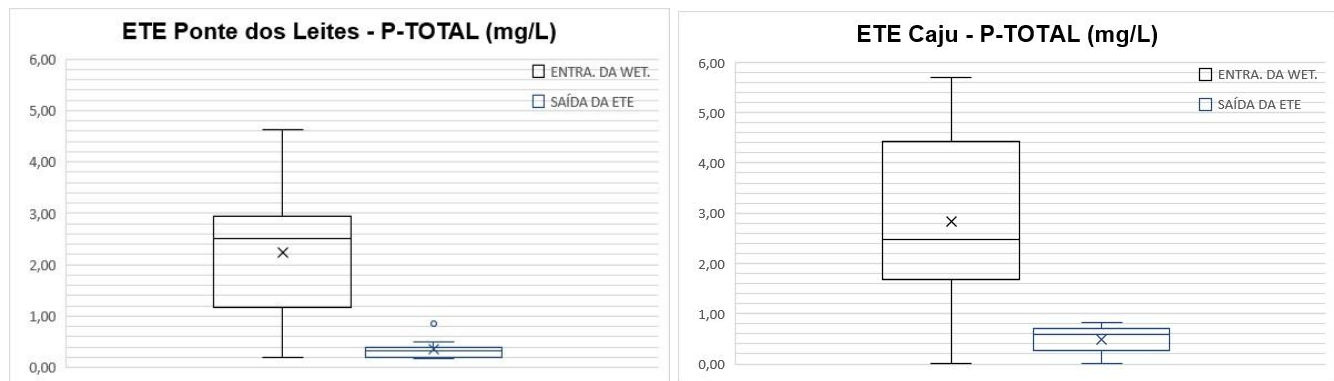 ETE Ponte dos Leites - P-TOTAL (mg/L)
6,00
ENTRA. DA WET.
SAÍDA DA ETE
5,00
4,00
3,00
2,00
1,00
0,00
ETE Caju - P-TOTAL (mg/L)
6,00
ENTRA. DA WET.
SAÍDA DA ETE
5,00
4,00
3,00
2,00
1,00
0,00